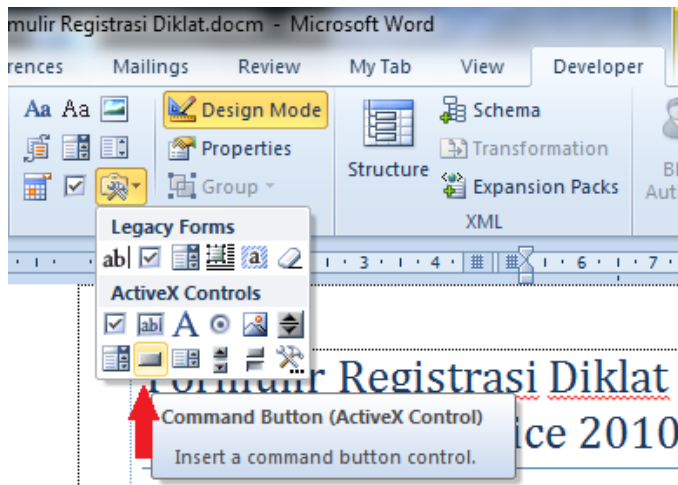 mulir Registrasi Diklat.docm - Microsoft Word
rences Mailings Review My Tab View Developer
Aa Aa Design Mode Schema
Properties Transformation
Structure
Group Expansion Packs
XML
Legacy Forms
ab
a
3 4 6 7
ActiveX Controls
abl A
Formulir Registrasi Diklat
ice 2010
Command Button (ActiveX Control)
Insert a command button control.